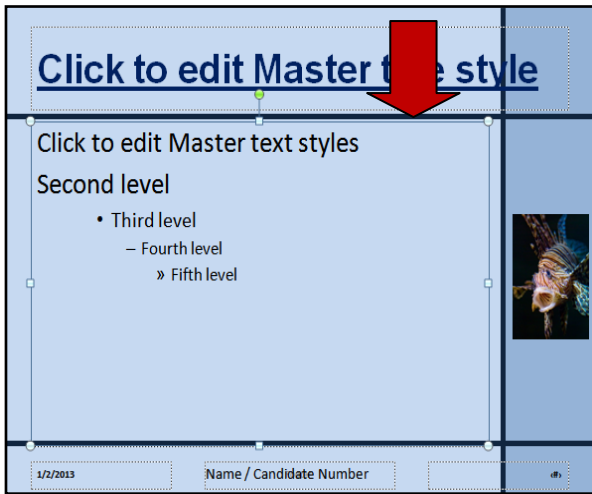 Click to edit Master t e style
Click to edit Master text styles
Second level
• Third level
– Fourth level
» Fifth level
1/2/2013
Name / Candidate Number
‹#›